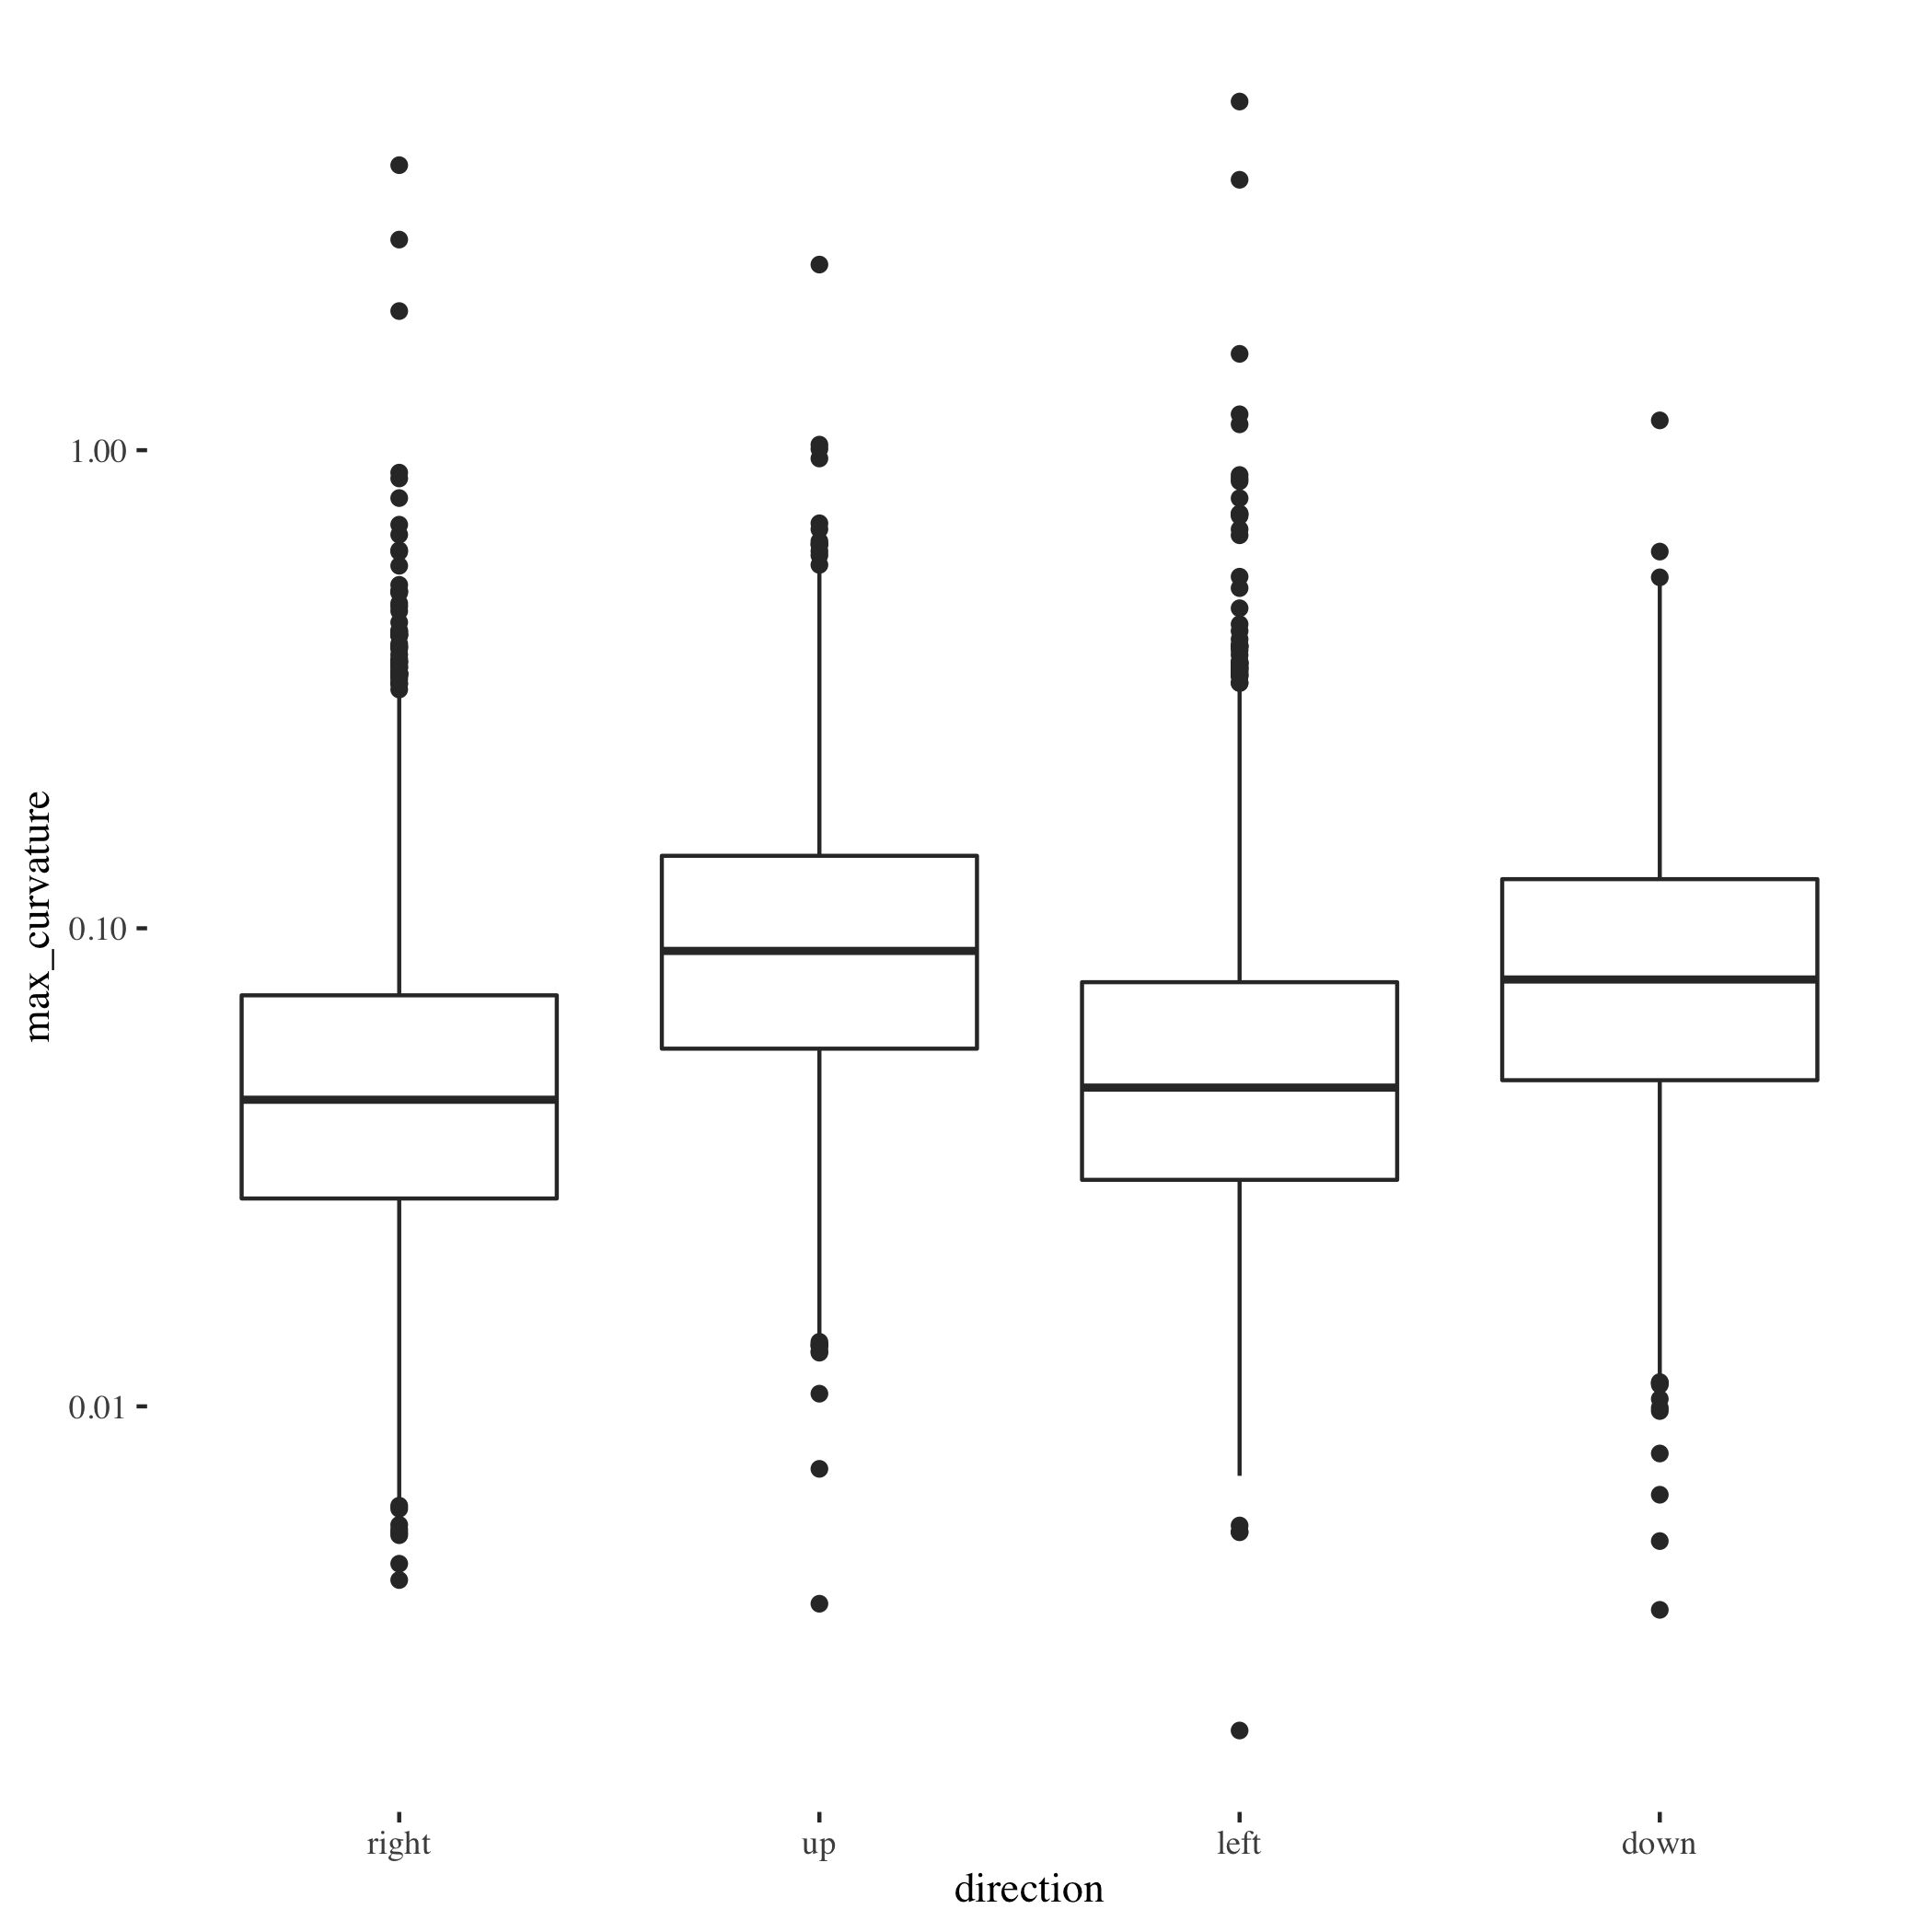 max_curvature
1.00
0.10
0.01
right up left down
direction